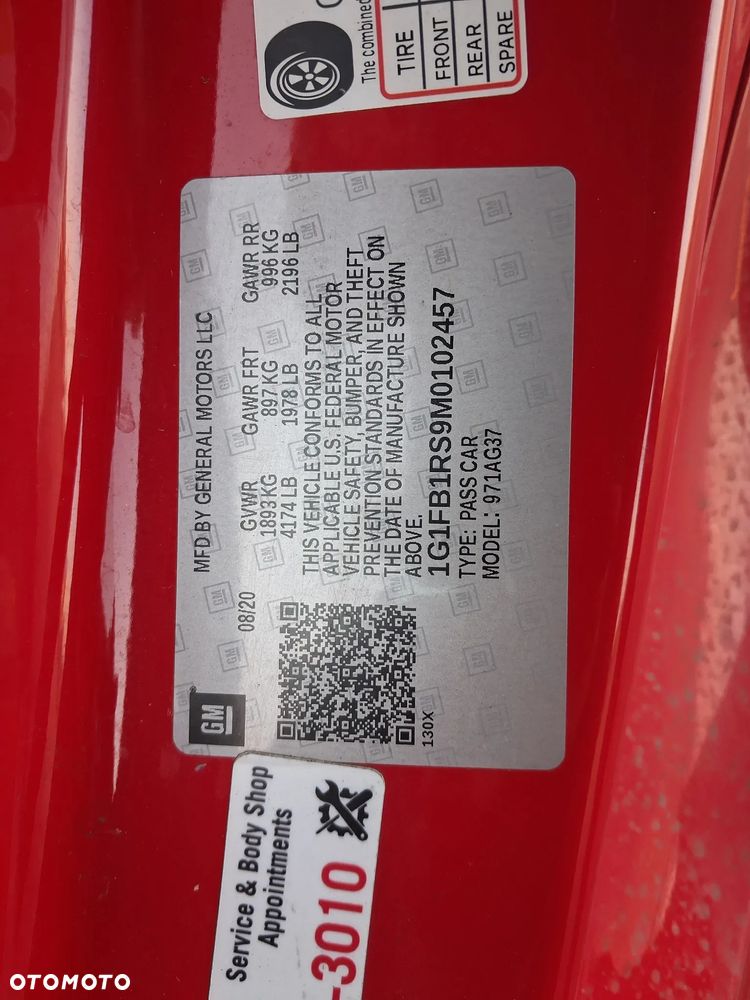 GM
MFD BY GENERAL MOTORS LLC
08/20
GVWR GAWR FRT GAWR RR
1893 KG 897 KG 996 KG
4174 LB 1978 LB 2196 LB
THIS VEHICLE CONFORMS TO ALL
APPLICABLE U.S. FEDERAL MOTOR
VEHICLE SAFETY, BUMPER, AND THEFT
PREVENTION STANDARDS IN EFFECT ON
THE DATE OF MANUFACTURE SHOWN
ABOVE.
1G1FB1RS9M0102457
TYPE: PASS CAR
MODEL: 971AG37
130X
The combined
TIRE
FRONT
REAR
SPARE
Service & Body Shop
Appointments
-3010
OTOMOTO